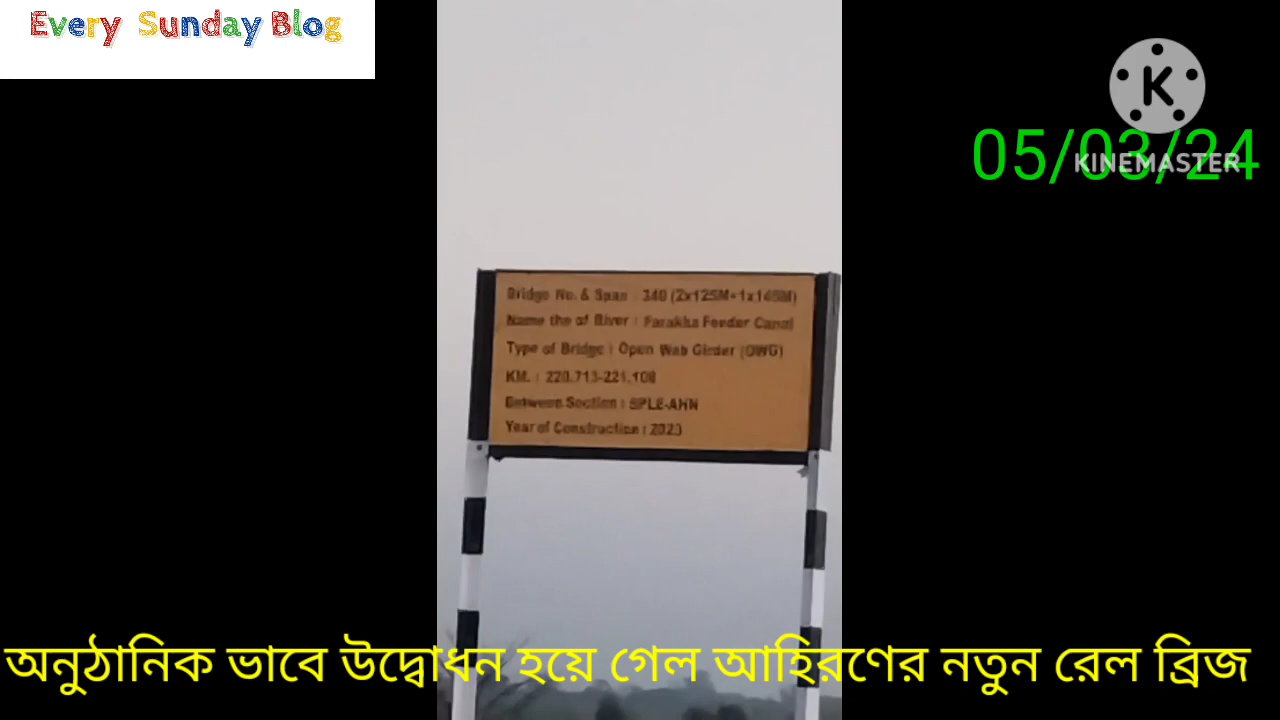 Every Sunday Blog
KINEMASTER
05/03/24
Bridge No. & Span : 340 (2x125M+1x145M)
Name the of River : Farakka Feeder Canal
Type of Bridge : Open Web Girder (OWG)
KM. : 220.713-221.108
Between Section : SPLE-AHN
Year of Construction : 2023
অনুঠানিক ভাবে উদ্বোধন হয়ে গেল আহিরণের নতুন রেল ব্রিজ